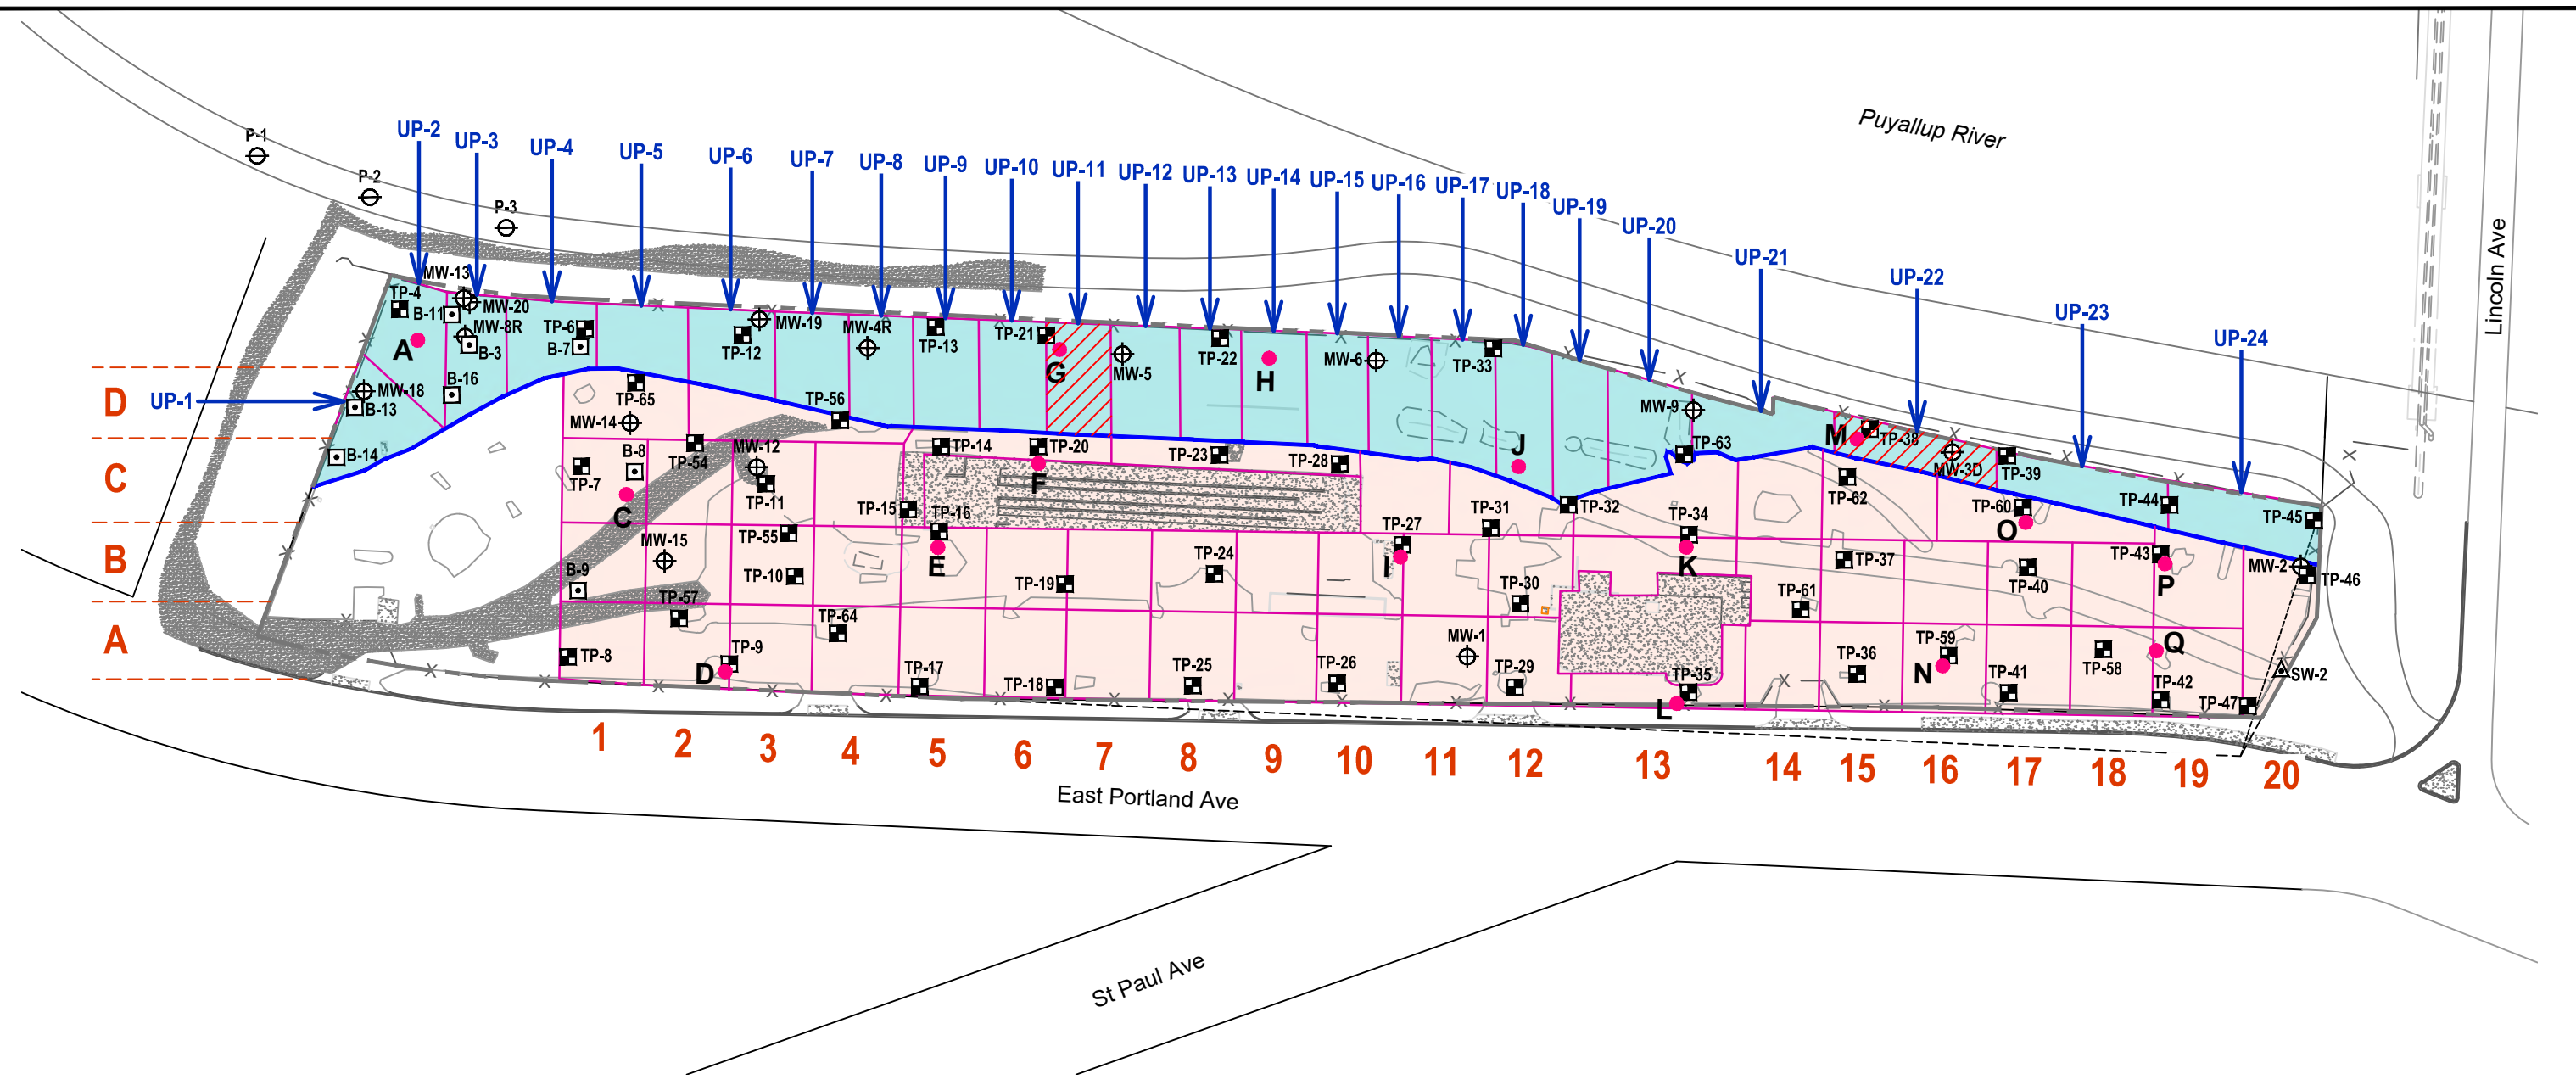 Puyallup River
Lincoln Ave
P-1
P-2
P-3
UP-2
UP-3
UP-4
UP-5
UP-6
UP-7
UP-8
UP-9
UP-10
UP-11
UP-12
UP-13
UP-14
UP-15
UP-16
UP-17
UP-18
UP-19
UP-20
UP-21
UP-22
UP-23
UP-24
UP-1
MW-13
TP-4
B-11
MW-20
MW-8R
B-3
A
TP-6
B-7
MW-19
TP-12
MW-4R
TP-13
TP-21
G
MW-5
TP-22
H
MW-6
TP-33
D
MW-18
B-13
B-16
TP-65
MW-14
TP-56
MW-9
J
M
TP-38
MW-3D
TP-39
TP-63
C
B-14
TP-7
B-8
C
TP-54
MW-12
TP-11
TP-14
TP-20
F
TP-23
TP-28
TP-15
TP-16
E
TP-27
I
TP-31
TP-32
TP-34
K
TP-62
TP-60
O
TP-44
TP-45
B
B-9
MW-15
TP-55
TP-10
TP-19
TP-24
TP-30
TP-37
TP-61
TP-40
TP-43
P
MW-2
TP-46
A
TP-57
TP-64
TP-8
TP-9
D
TP-17
TP-18
TP-25
TP-26
MW-1
TP-29
TP-35
L
TP-36
TP-59
N
TP-41
TP-58
Q
TP-42
TP-47
SW-2
1
2
3
4
5
6
7
8
9
10
11
12
13
14
15
16
17
18
19
20
East Portland Ave
St Paul Ave